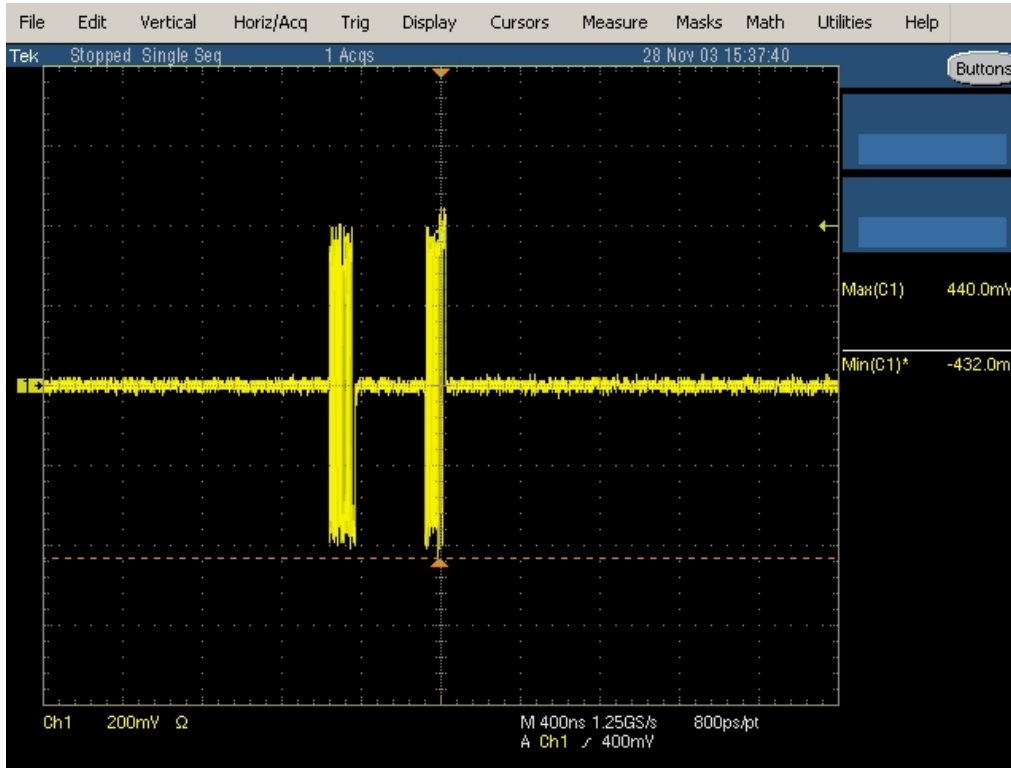 File Edit Vertical Horiz/Acq Trig Display Cursors Measure Masks Math Utilities Help
Tek Stopped Single Seq 1 Acqs 28 Nov 03 15:37:40
Buttons
Max(C1) 440.0mV
1
Min(C1)* -432.0m
Ch1 200mV Ω M 400ns 1.25GS/s 800ps/pt
A Ch1 400mV